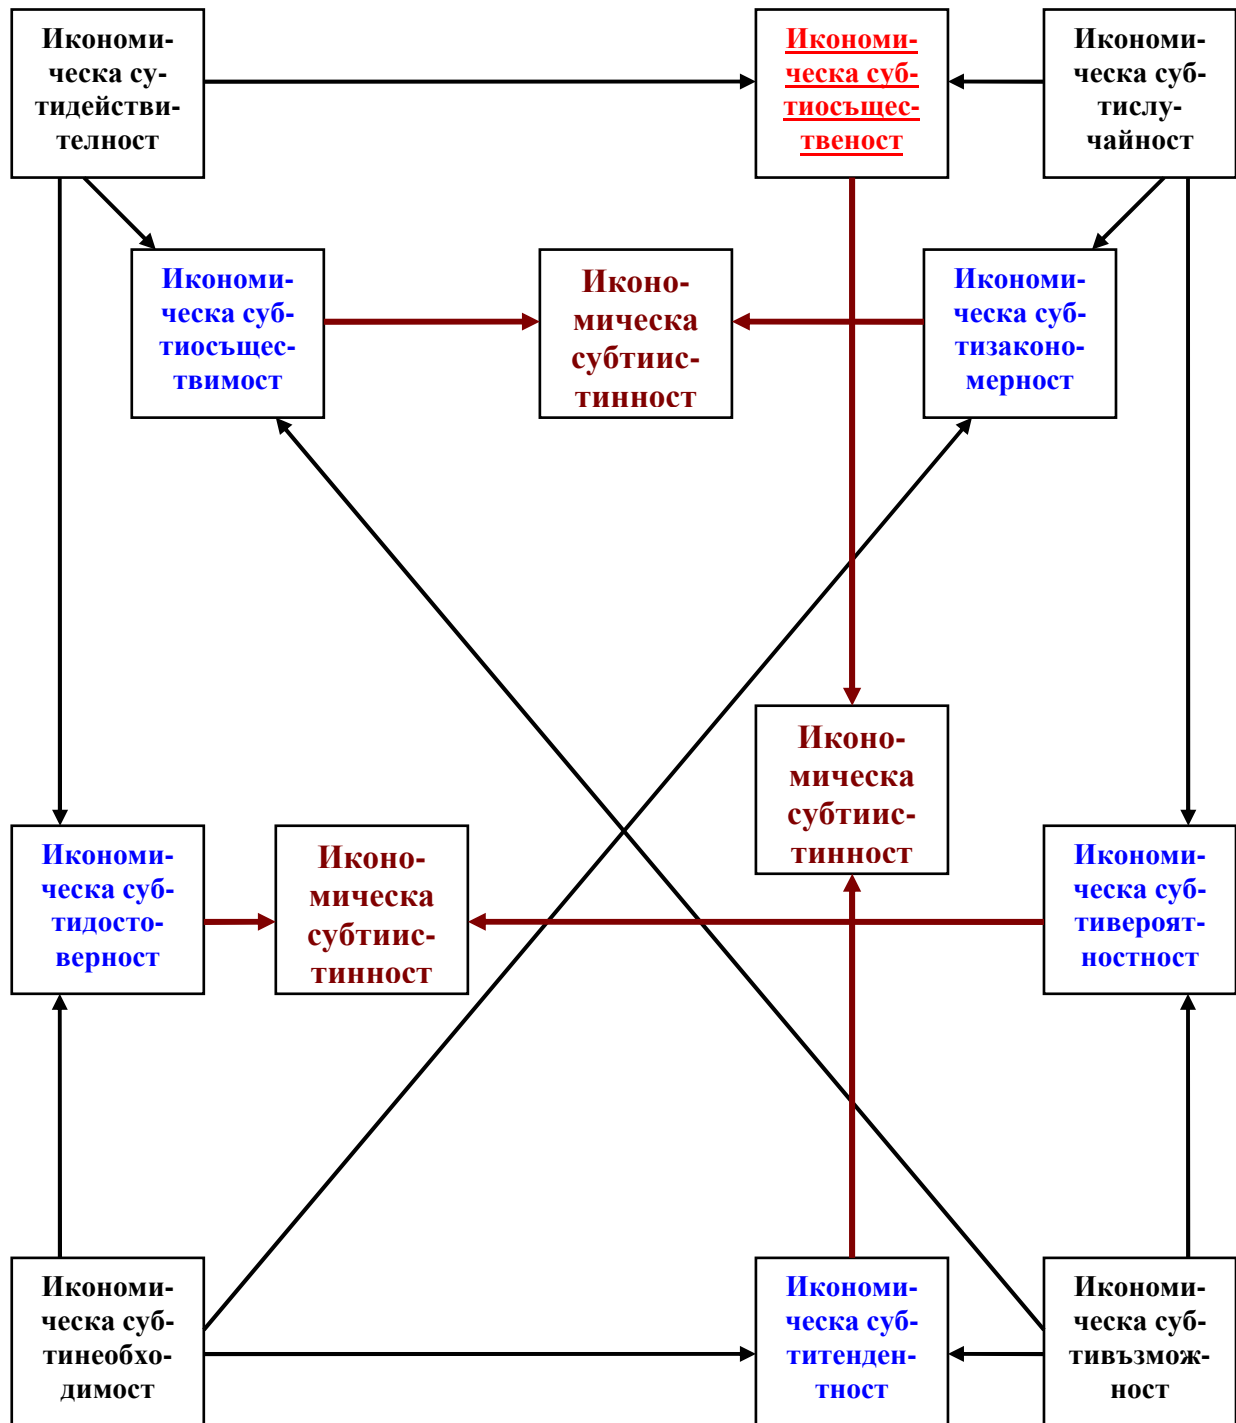 Икономи-
ческа су-
тидействи-
телност
Икономи-
ческа суб-
тиосъщес-
твеност
Икономи-
ческа суб-
тислу-
чайност
Икономи-
ческа суб-
тиосъщес-
твимост
Иконо-
мическа
субтиис-
тинност
Икономи-
ческа суб-
тизаконо-
мерност
Иконо-
мическа
субтиис-
тинност
Икономи-
ческа суб-
тидосто-
верност
Иконо-
мическа
субтиис-
тинност
Икономи-
ческа суб-
тивероят-
ностност
Икономи-
ческа суб-
тинеобхо-
димост
Икономи-
ческа суб-
титенден-
тност
Икономи-
ческа суб-
тивъзмож-
ност